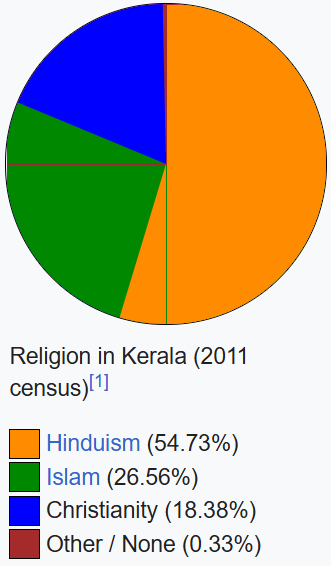 Religion in Kerala (2011
census)[1]
Hinduism (54.73%)
Islam (26.56%)
Christianity (18.38%)
Other / None (0.33%)